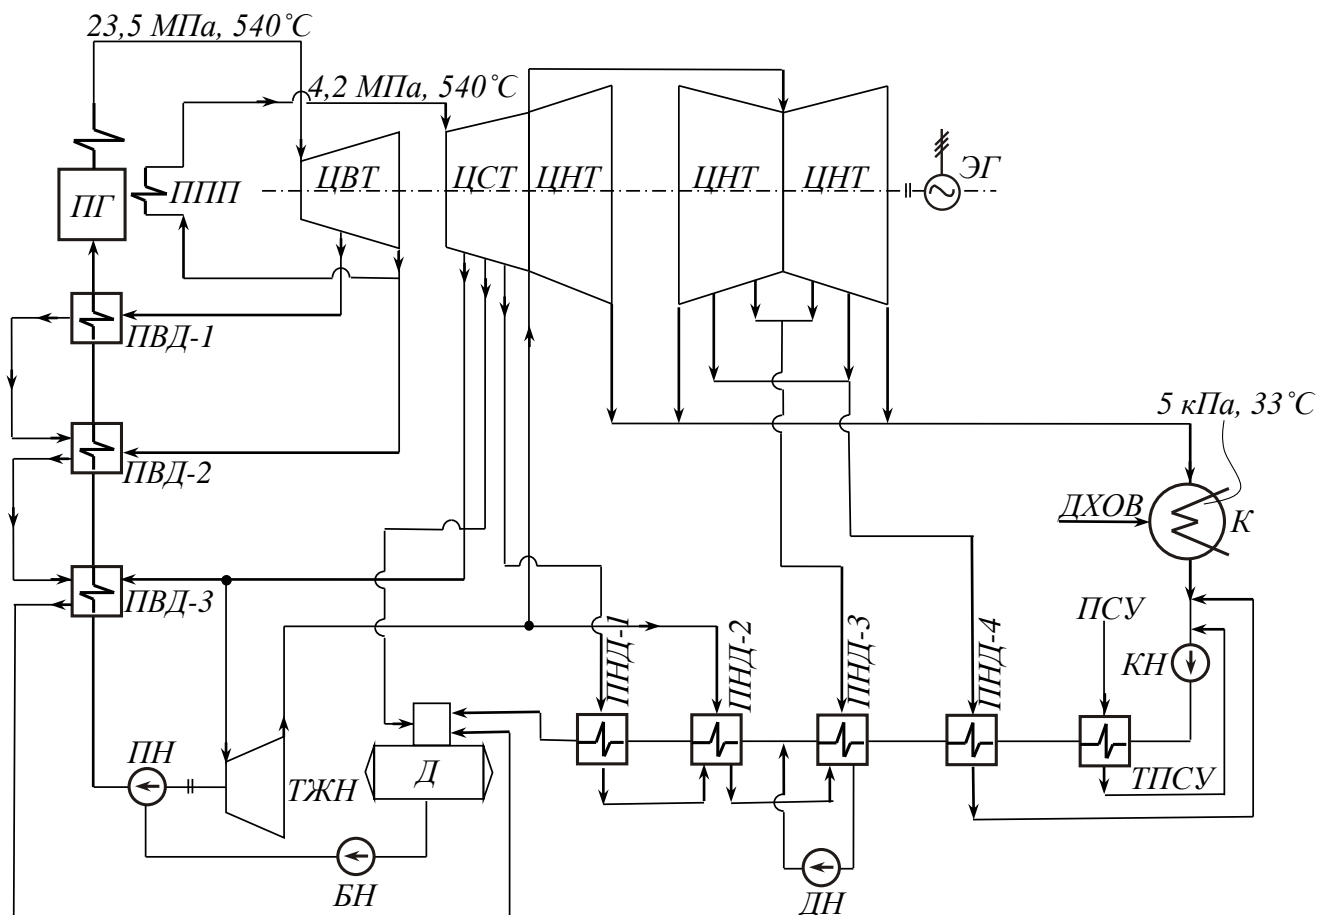 23,5 МПа, 540˚С
4,2 МПа, 540˚С
ПГ
ППП
ЦВТ
ЦСТ
ЦНТ
ЦНТ
ЦНТ
ЭГ
ПВД-1
ПВД-2
ПВД-3
5 кПа, 33˚С
ДХОВ
К
ПСУ
КН
ПНД-1
ПНД-2
ПНД-3
ПНД-4
ТПСУ
ПН
ТЖН
Д
БН
ДН